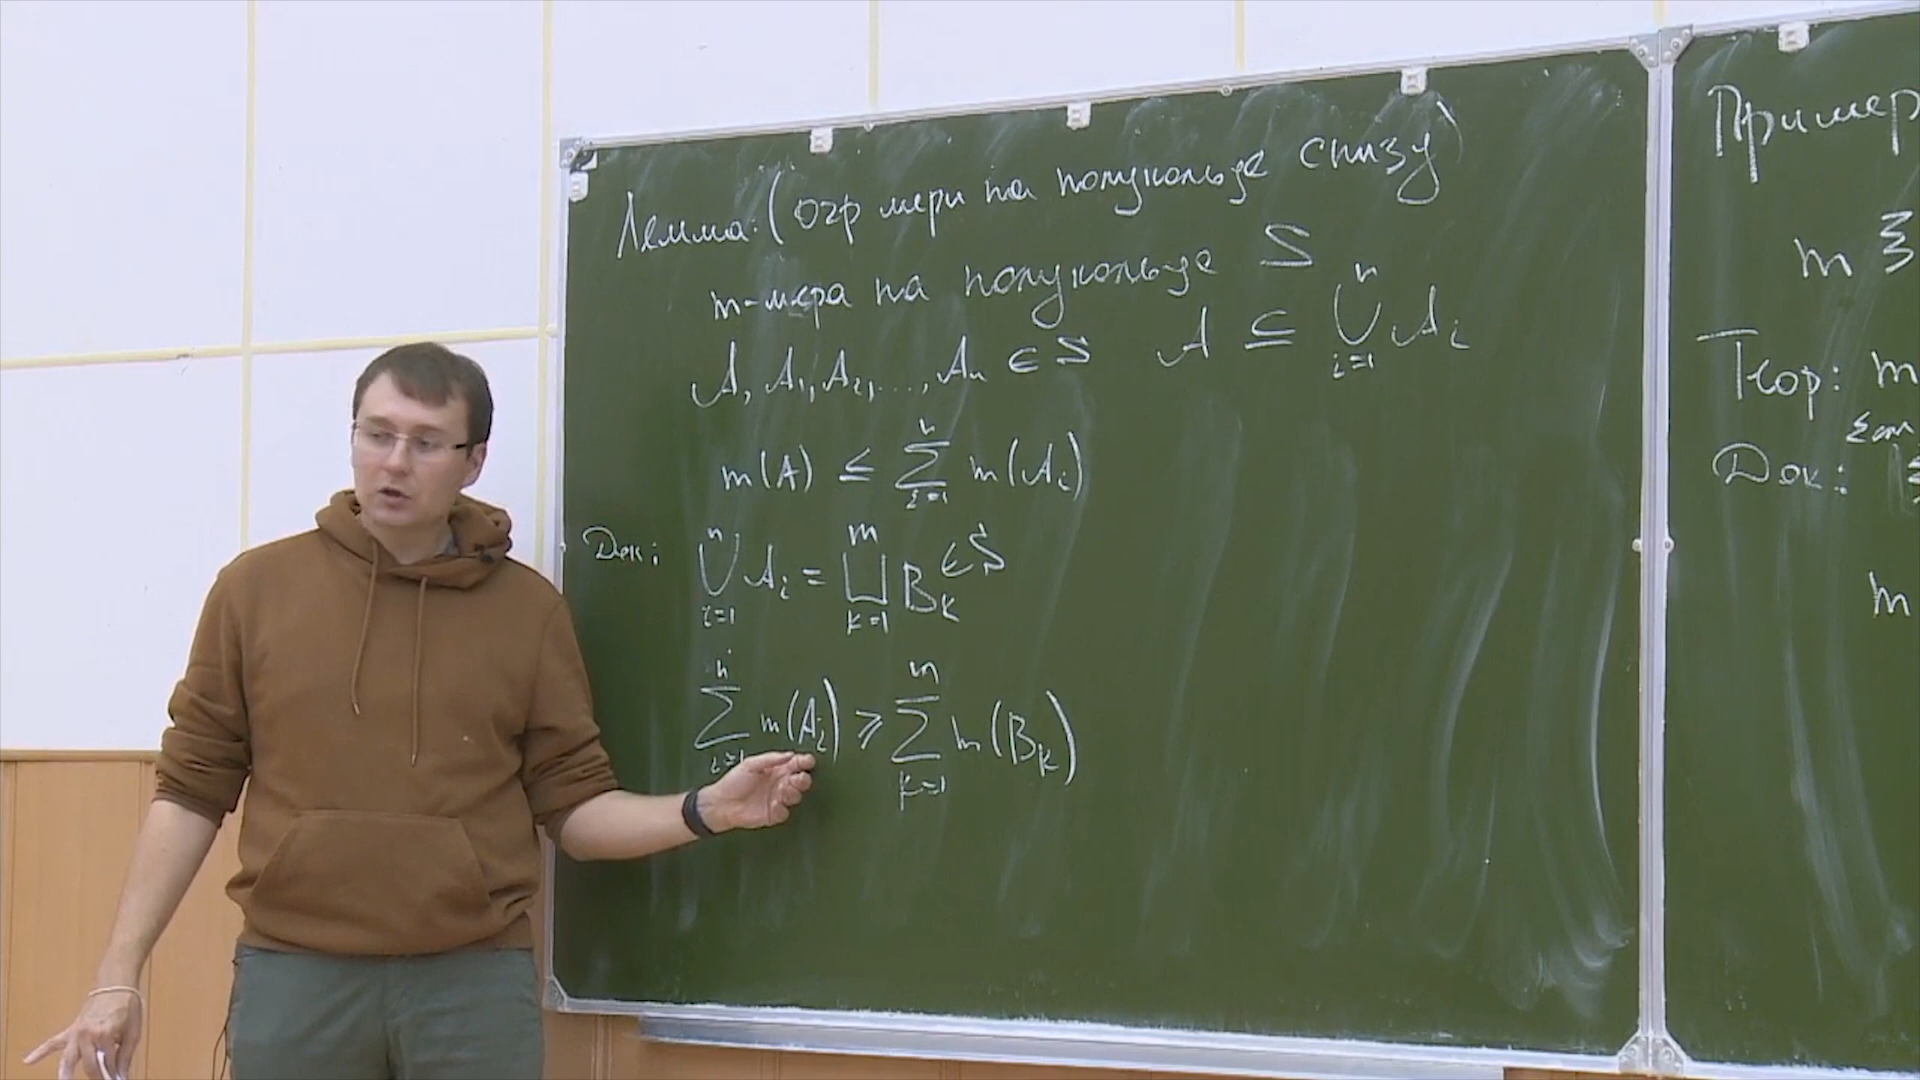 Лемма: (огр меры на полукольце снизу)
m-мера на полукольце S
A, A₁, A₂, ..., Aₙ ∈ S A ⊆ ⋃ᵢ₌₁ⁿ Aᵢ
m(A) ≤ ∑ᵢ₌₁ⁿ m(Aᵢ)
Док: ⋃ᵢ₌₁ⁿ Aᵢ = ⨆ₖ₌₁ᵐ Bₖ ∈ S
∑ᵢ₌₁ⁿ m(Aᵢ) ⩾ ∑ₖ₌₁ᵐ m(Bₖ)
Пример
m
Теор: m
Док:
m